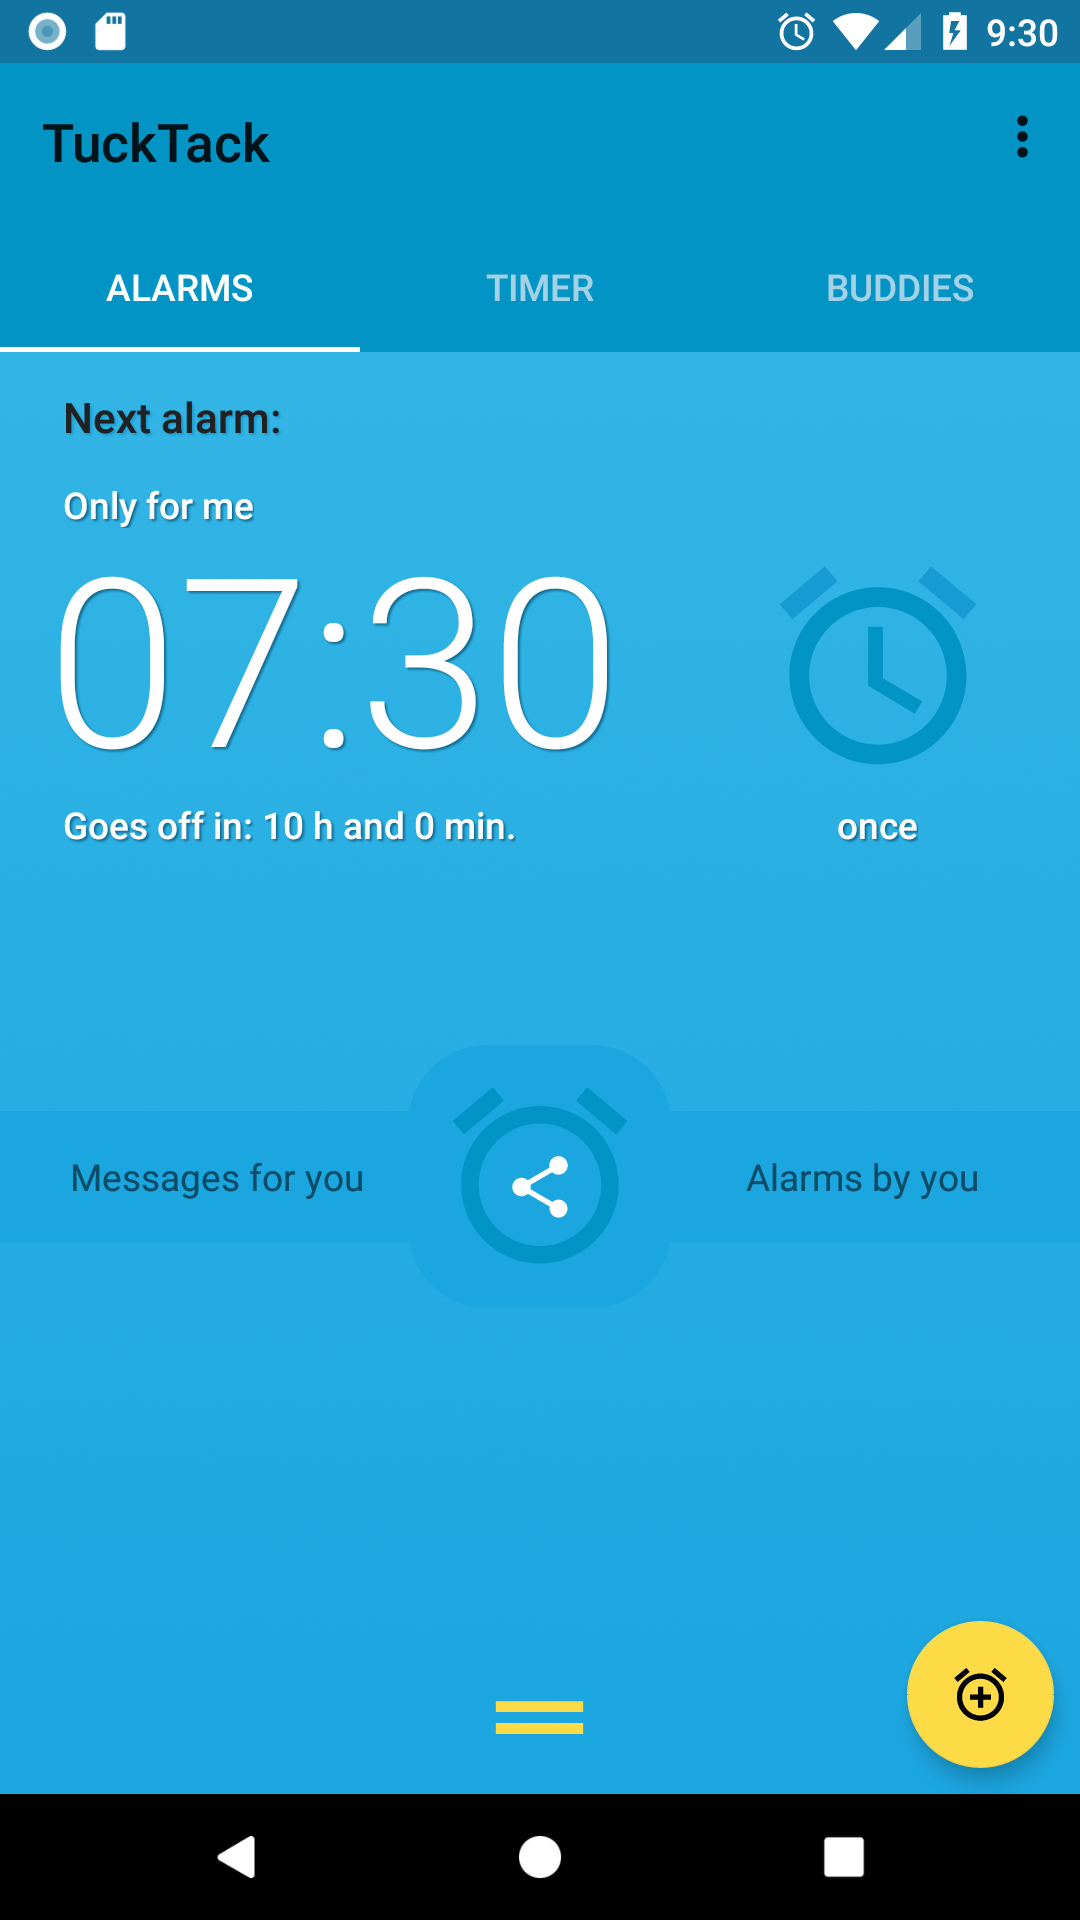 9:30
TuckTack
ALARMS TIMER BUDDIES
Next alarm:
Only for me
07:30
Goes off in: 10 h and 0 min. once
Messages for you Alarms by you